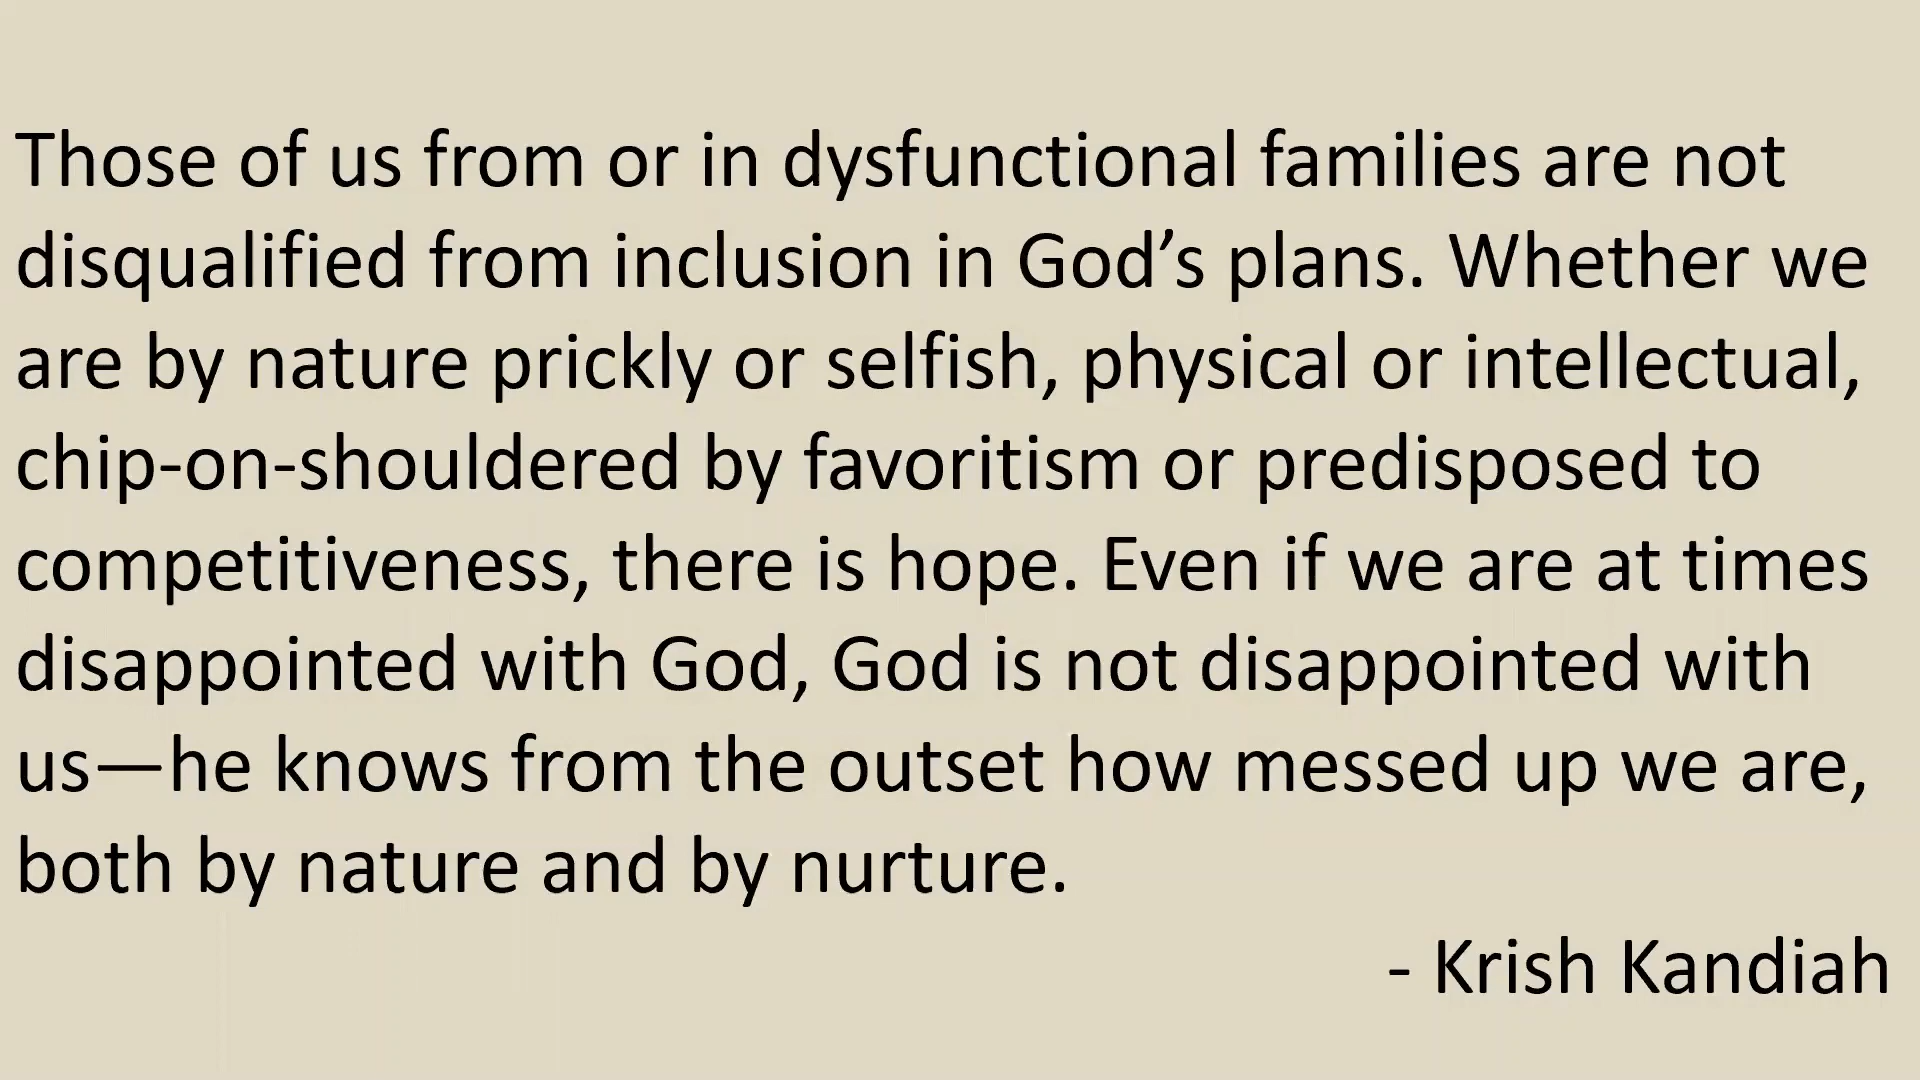 Those of us from or in dysfunctional families are not
disqualified from inclusion in God’s plans. Whether we
are by nature prickly or selfish, physical or intellectual,
chip-on-shouldered by favoritism or predisposed to
competitiveness, there is hope. Even if we are at times
disappointed with God, God is not disappointed with
us—he knows from the outset how messed up we are,
both by nature and by nurture.
- Krish Kandiah